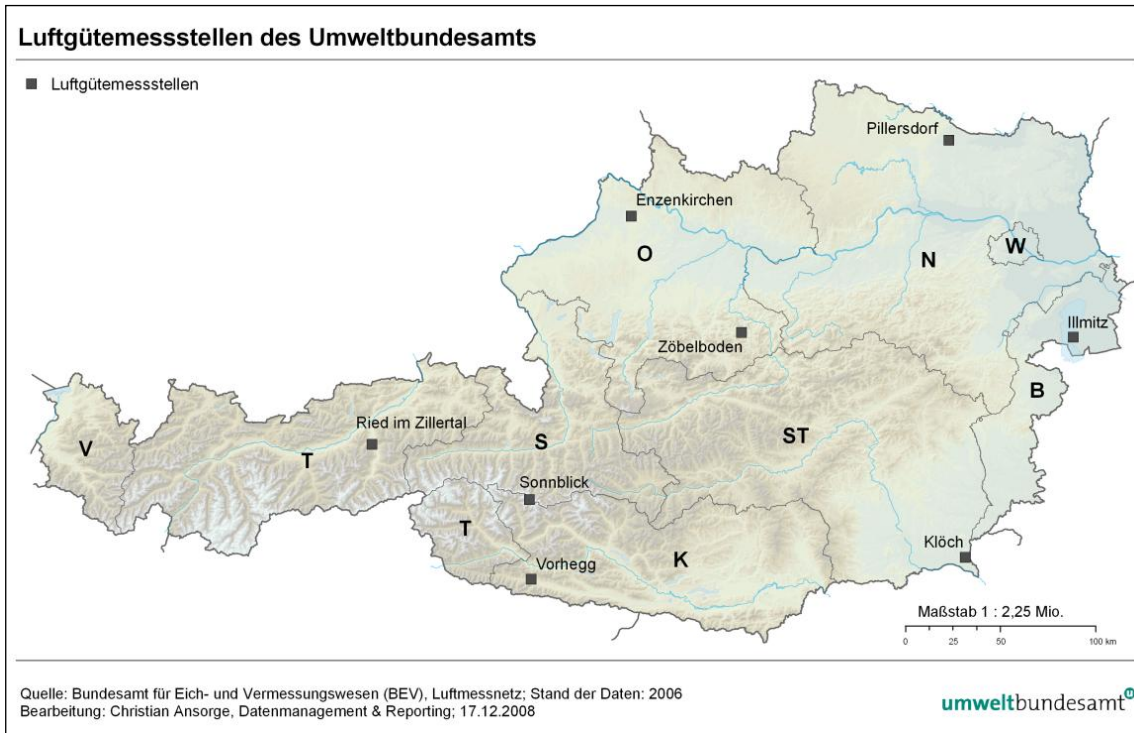 Luftgütemessstellen des Umweltbundesamts
Luftgütemessstellen
Pillersdorf
Enzenkirchen
W
O
N
Illmitz
Zöbelboden
B
Ried im Zillertal
V
T
S
ST
Sonnblick
T
Klöch
K
Vorhegg
Maßstab 1 : 2,25 Mio.
0 25 50 100 km
Quelle: Bundesamt für Eich- und Vermessungswesen (BEV), Luftmessnetz; Stand der Daten: 2006
Bearbeitung: Christian Ansorge, Datenmanagement & Reporting; 17.12.2008
umweltbundesamt